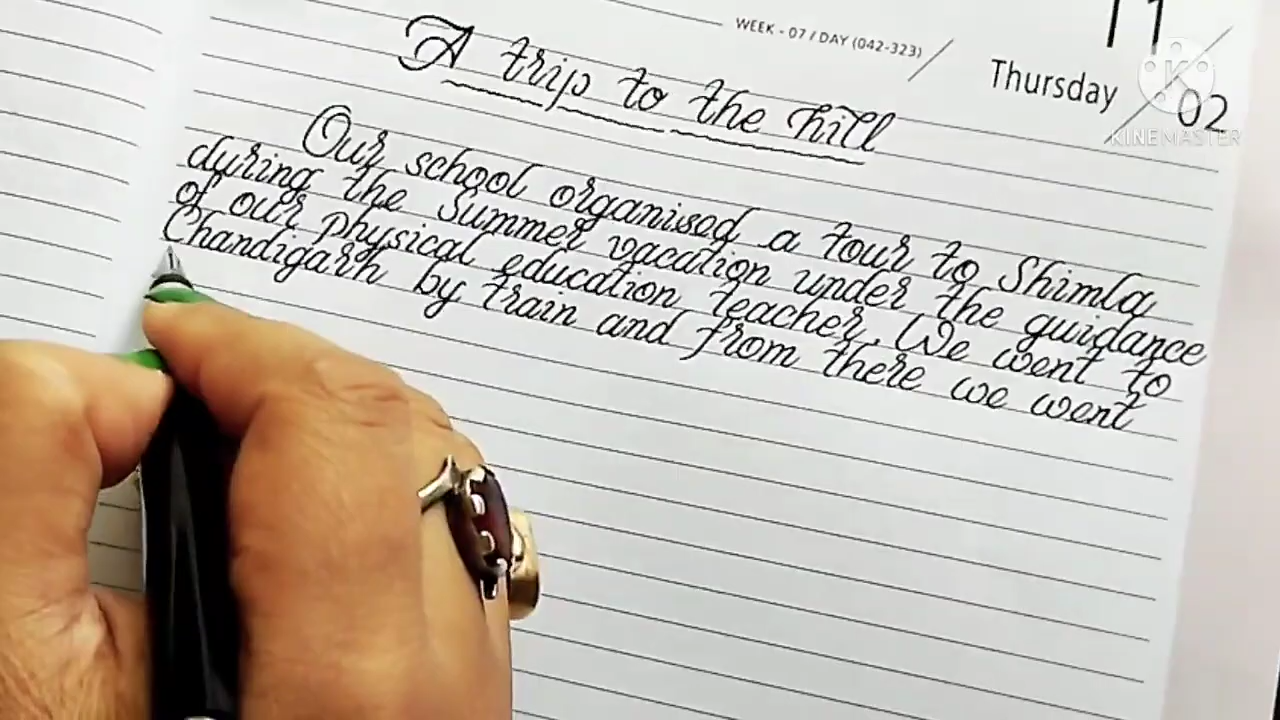 WEEK - 07 / DAY (042-323)
Thursday
11
02
KINEMASTER
A trip to the hill
Our school organised a tour to Shimla
during the Summer vacation under the guidance
of our physical education teacher. We went to
Chandigarh by train and from there we went